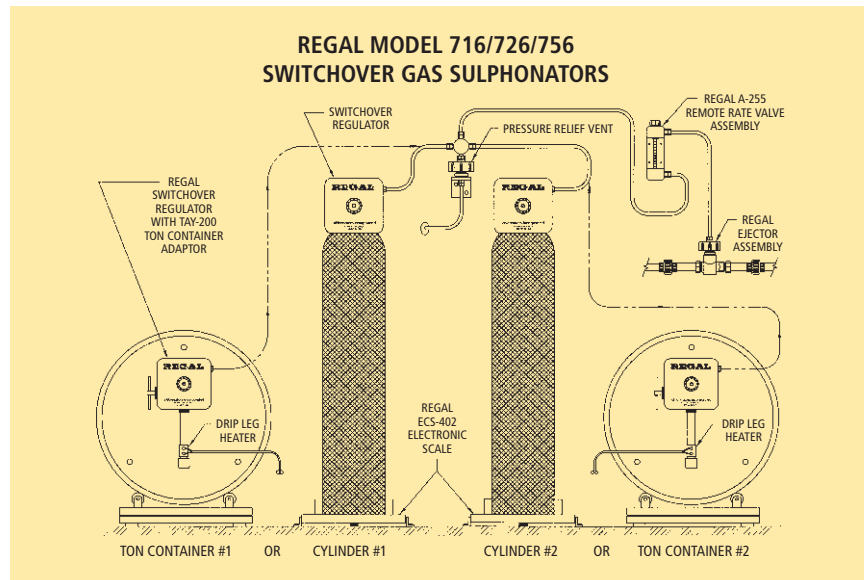 REGAL MODEL 716/726/756
SWITCHOVER GAS SULPHONATORS
SWITCHOVER
REGULATOR
PRESSURE RELIEF VENT
REGAL A-255
REMOTE RATE VALVE
ASSEMBLY
REGAL
SWITCHOVER
REGULATOR
WITH TAY-200
TON CONTAINER
ADAPTOR
REGAL
REGAL
REGAL
EJECTOR
ASSEMBLY
REGAL
REGAL
DRIP LEG
HEATER
REGAL
ECS-402
ELECTRONIC
SCALE
DRIP LEG
HEATER
TON CONTAINER #1 OR CYLINDER #1 CYLINDER #2 OR TON CONTAINER #2